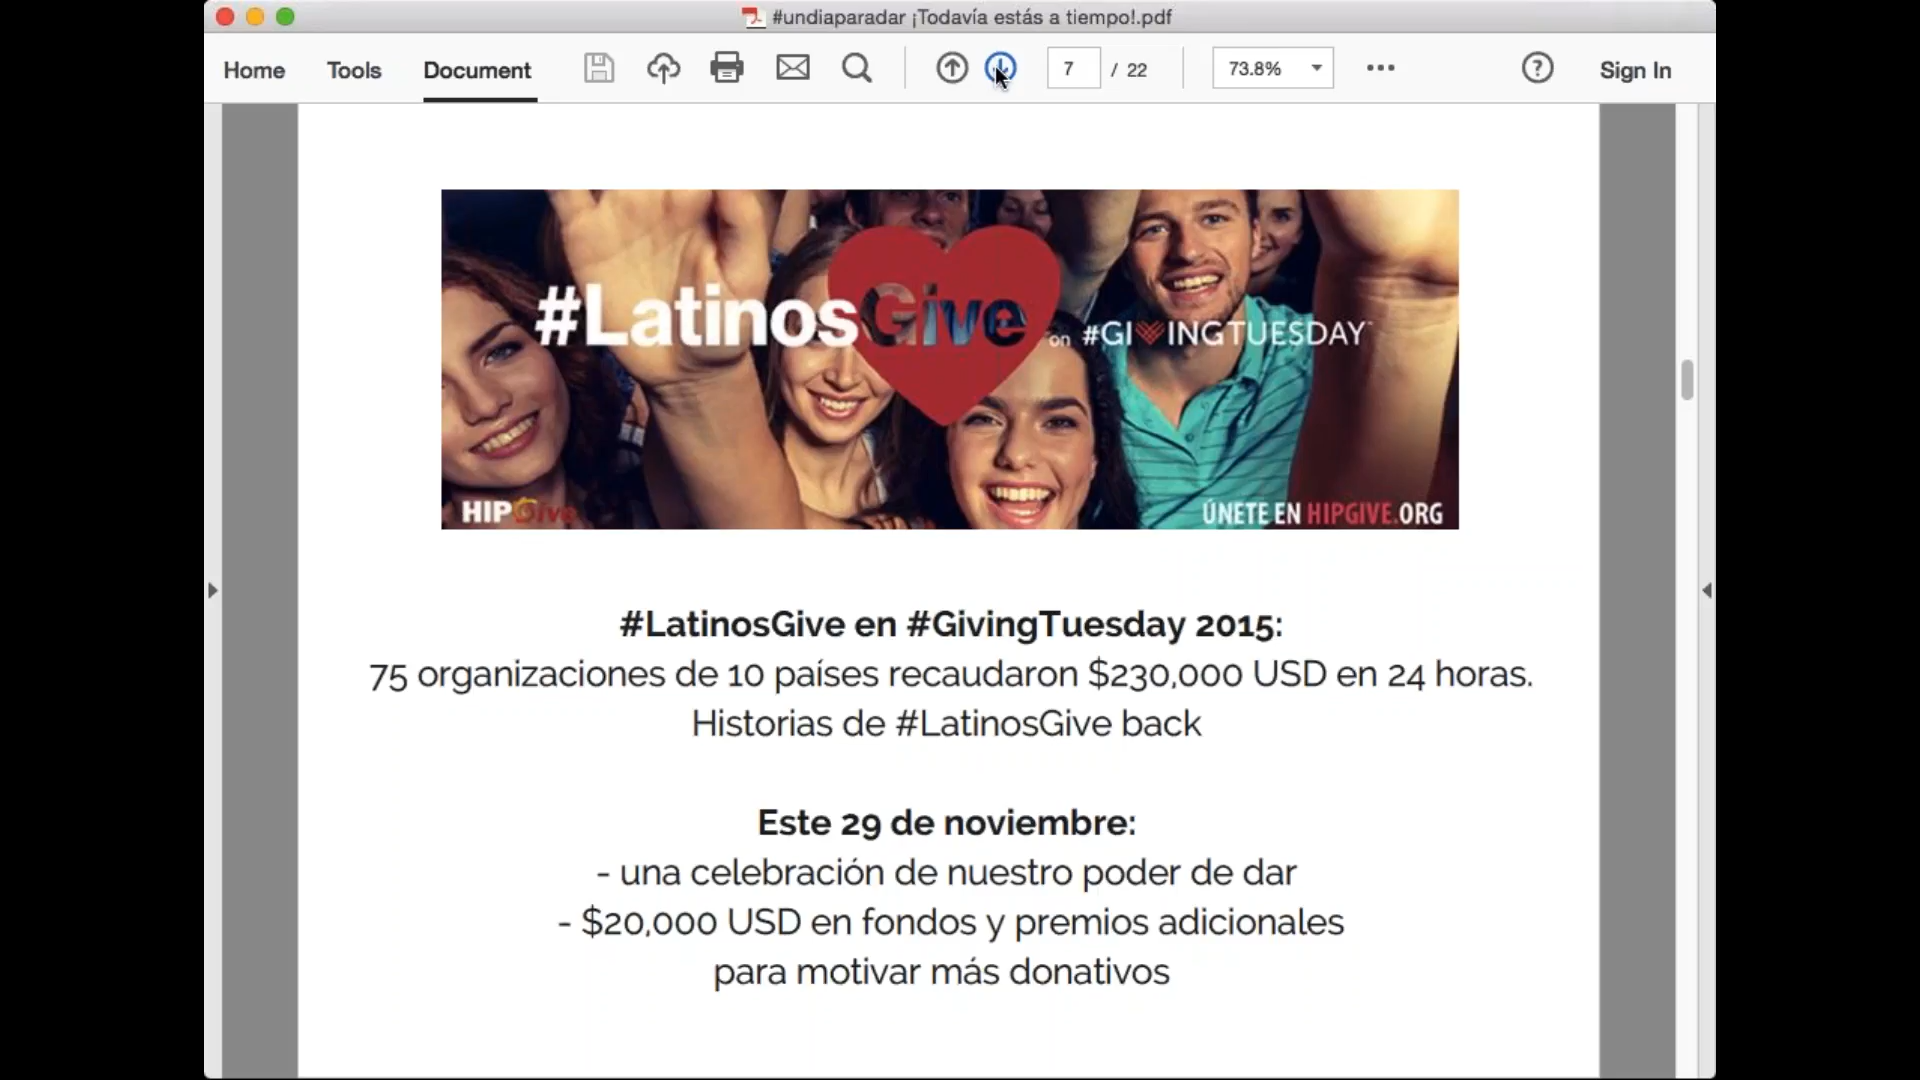 #undiaparadar ¡Todavía estás a tiempo!.pdf
Home Tools Document 7 / 22 73.8% Sign In
#LatinosGive on #GIVINGTUESDAY
HIPGive
ÚNETE EN HIPGIVE.ORG
#LatinosGive en #GivingTuesday 2015:
75 organizaciones de 10 países recaudaron $230,000 USD en 24 horas.
Historias de #LatinosGive back
Este 29 de noviembre:
- una celebración de nuestro poder de dar
- $20,000 USD en fondos y premios adicionales
para motivar más donativos